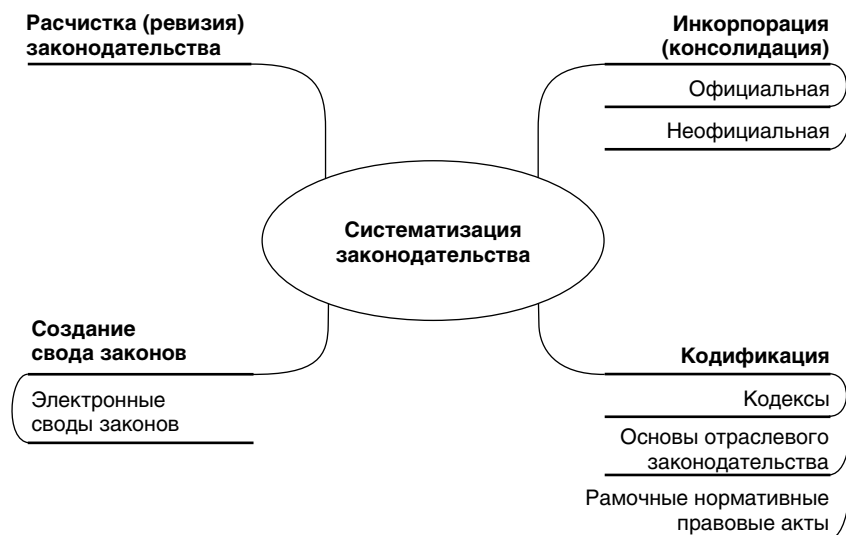 Расчистка (ревизия)
законодательства
Инкорпорация
(консолидация)
Официальная
Неофициальная
Систематизация
законодательства
Создание
свода законов
Электронные
своды законов
Кодификация
Кодексы
Основы отраслевого
законодательства
Рамочные нормативные
правовые акты